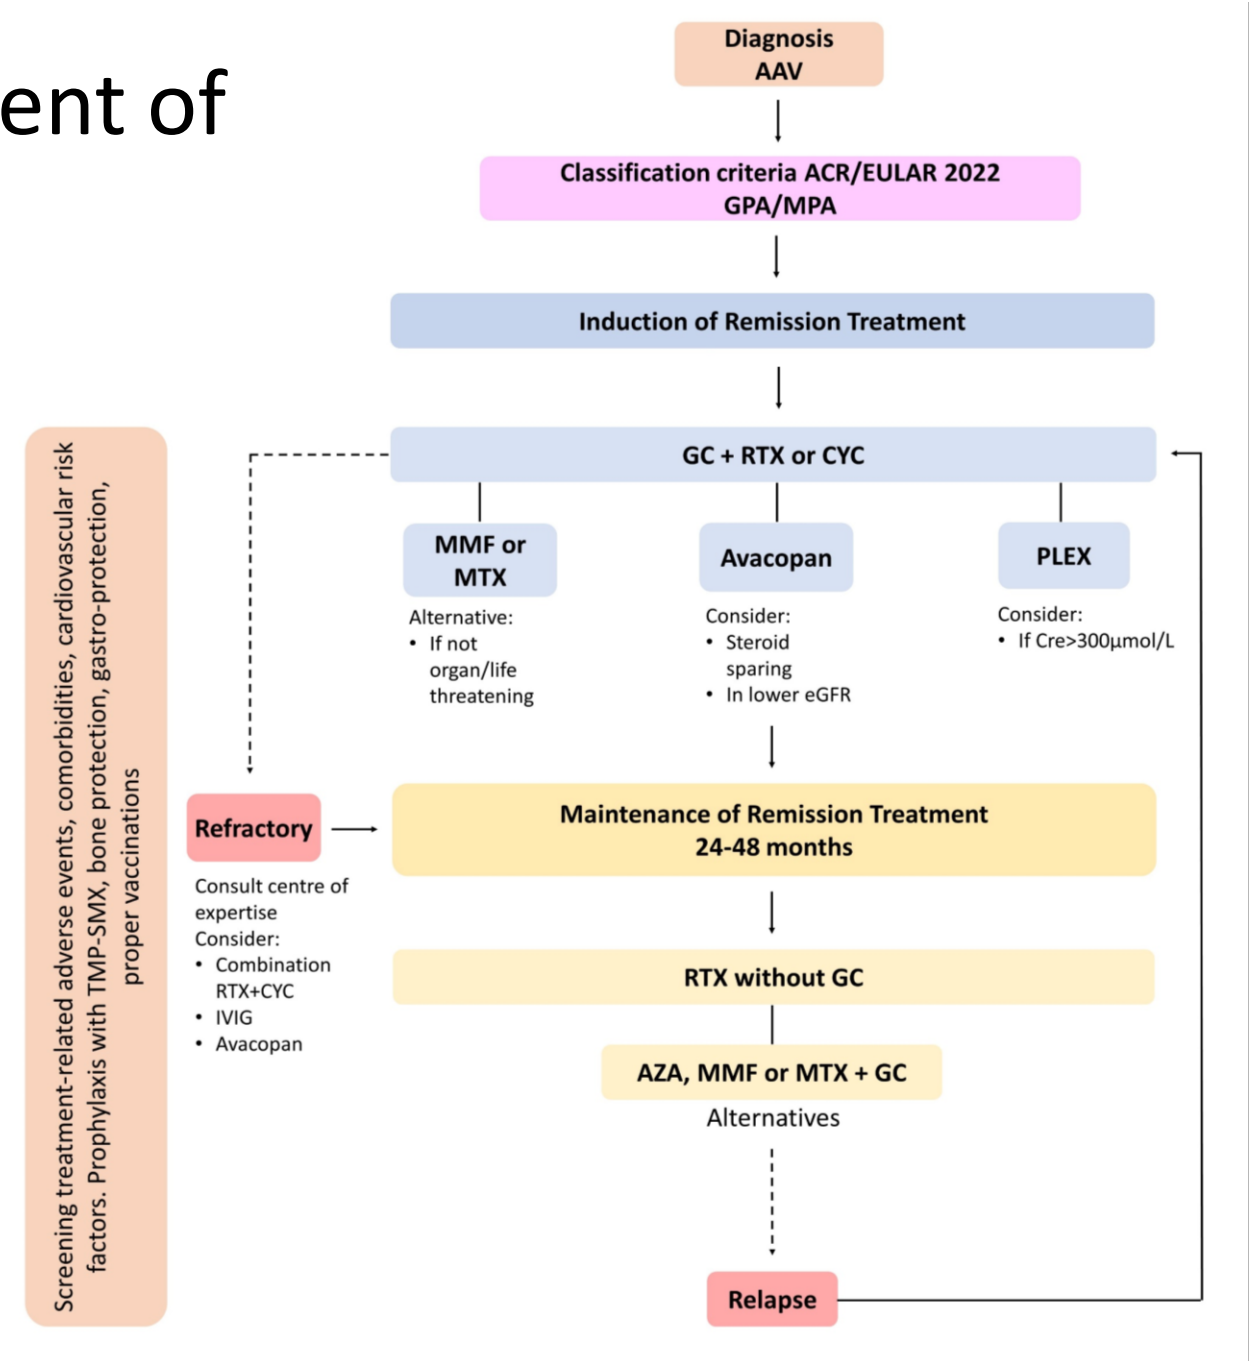 ent of
Diagnosis
AAV
Classification criteria ACR/EULAR 2022
GPA/MPA
Induction of Remission Treatment
GC + RTX or CYC
MMF or
MTX
Alternative:
• If not
organ/life
threatening
Avacopan
Consider:
• Steroid
sparing
• In lower eGFR
PLEX
Consider:
• If Cre>300μmol/L
Refractory
Consult centre of
expertise
Consider:
• Combination
RTX+CYC
• IVIG
• Avacopan
Maintenance of Remission Treatment
24-48 months
RTX without GC
AZA, MMF or MTX + GC
Alternatives
Relapse
Screening treatment-related adverse events, comorbidities, cardiovascular risk
factors. Prophylaxis with TMP-SMX, bone protection, gastro-protection,
proper vaccinations